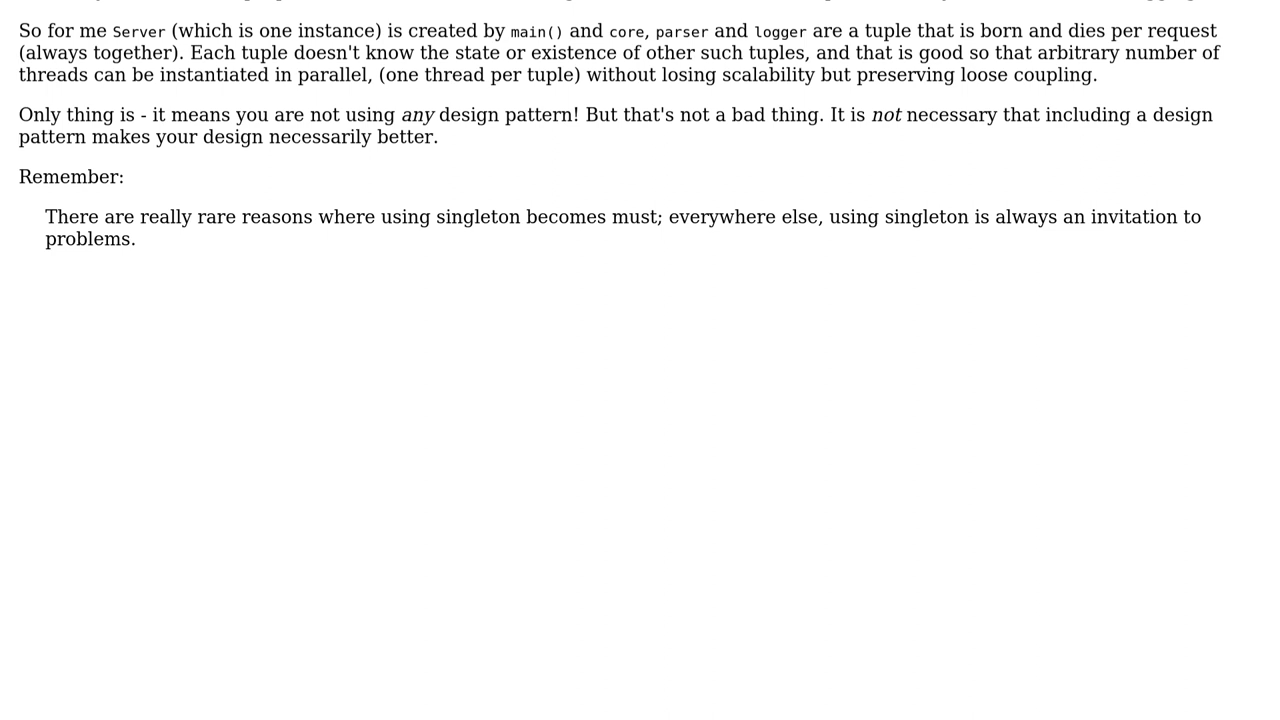 So for me Server (which is one instance) is created by main() and core, parser and logger are a tuple that is born and dies per request
(always together). Each tuple doesn't know the state or existence of other such tuples, and that is good so that arbitrary number of
threads can be instantiated in parallel, (one thread per tuple) without losing scalability but preserving loose coupling.
Only thing is - it means you are not using any design pattern! But that's not a bad thing. It is not necessary that including a design
pattern makes your design necessarily better.
Remember:
There are really rare reasons where using singleton becomes must; everywhere else, using singleton is always an invitation to
problems.